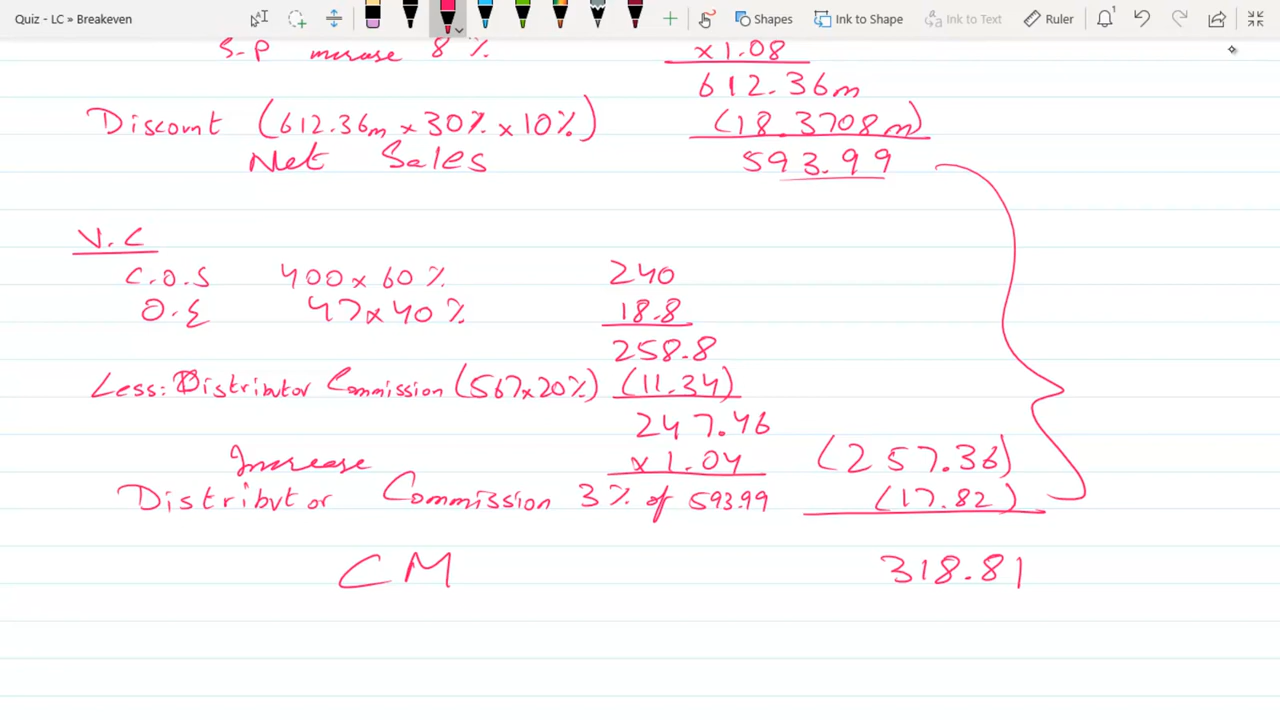 Quiz - LC » Breakeven
Shapes Ink to Shape Ink to Text Ruler
S.P increase 8 % x 1.08
612.36m
Discount (612.36m x 30% x 10%) (18.3708m)
Net Sales 593.99
V.C
C.O.S 400 x 60 % 240
O.E 47 x 40 % 18.8
258.8
Less: Distributor Commission (567 x 20%) (11.34)
247.46
Increase x 1.04 (257.36)
Distributor Commission 3 % of 593.99 (17.82)
CM 318.81